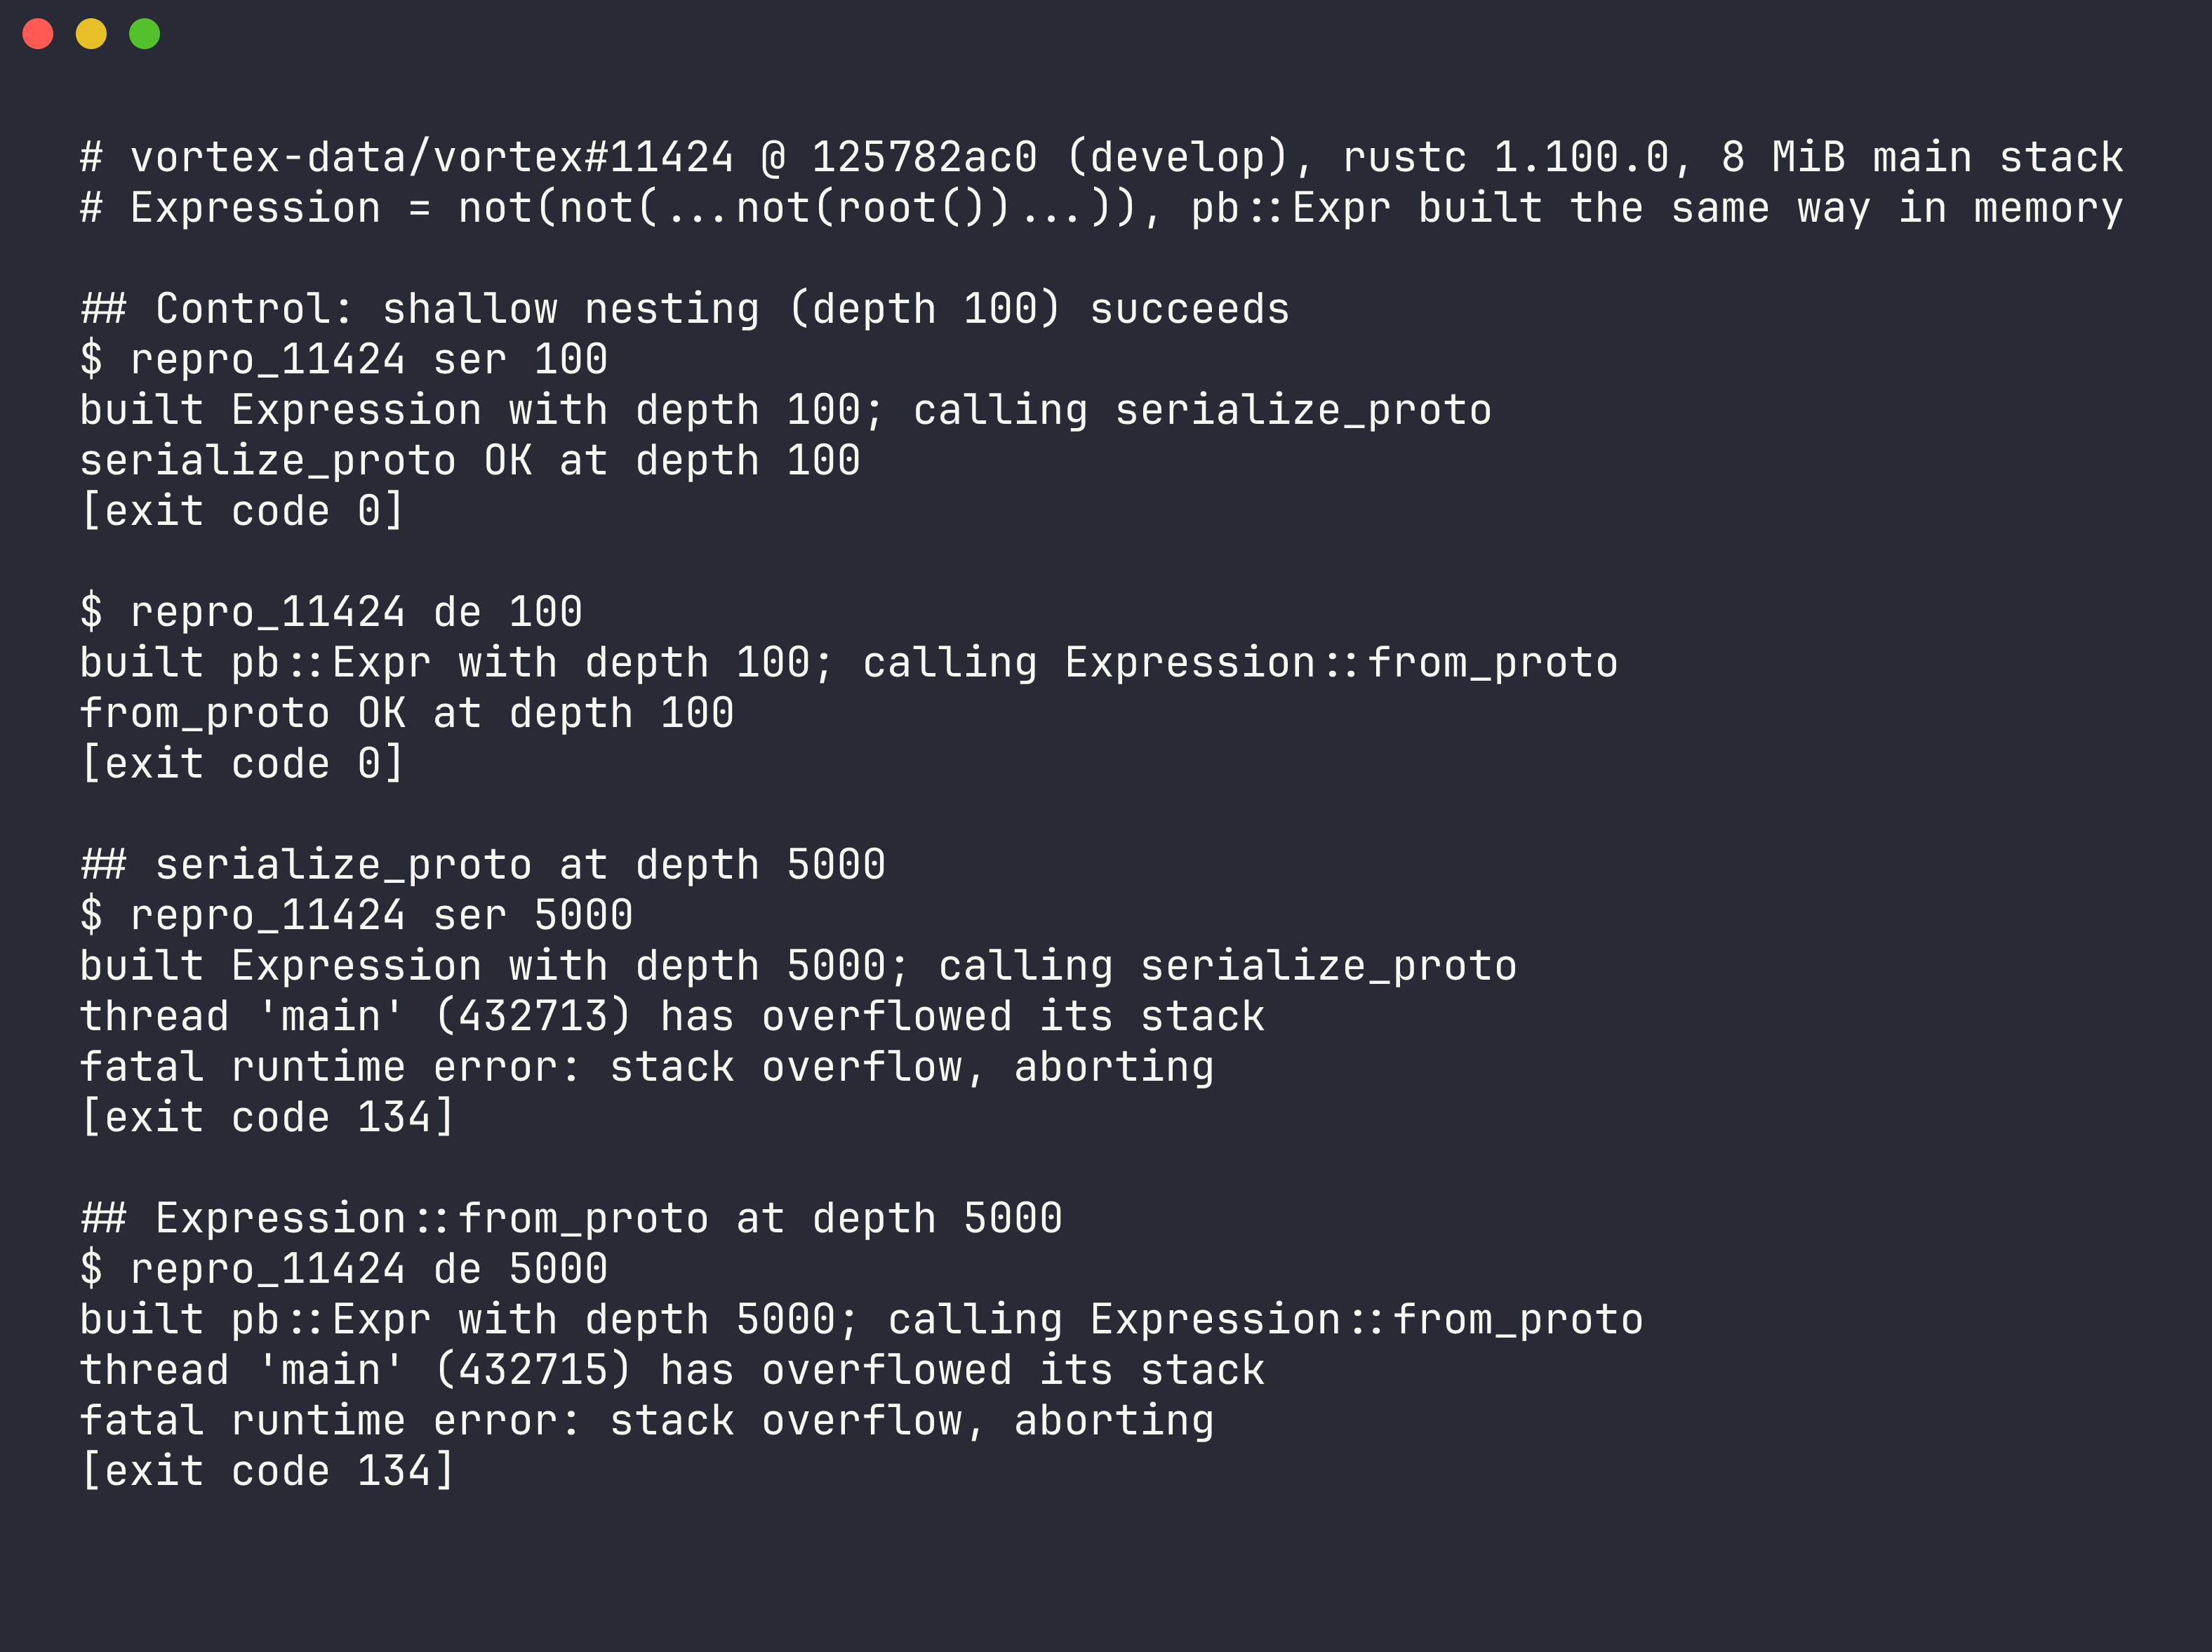 # vortex-data/vortex#11424 @ 125782ac0 (develop), rustc 1.100.0, 8 MiB main stack
# Expression = not(not(...not(root())...)), pb::Expr built the same way in memory
## Control: shallow nesting (depth 100) succeeds
$ repro_11424 ser 100
built Expression with depth 100; calling serialize_proto
serialize_proto OK at depth 100
[exit code 0]
$ repro_11424 de 100
built pb::Expr with depth 100; calling Expression::from_proto
from_proto OK at depth 100
[exit code 0]
## serialize_proto at depth 5000
$ repro_11424 ser 5000
built Expression with depth 5000; calling serialize_proto
thread 'main' (432713) has overflowed its stack
fatal runtime error: stack overflow, aborting
[exit code 134]
## Expression::from_proto at depth 5000
$ repro_11424 de 5000
built pb::Expr with depth 5000; calling Expression::from_proto
thread 'main' (432715) has overflowed its stack
fatal runtime error: stack overflow, aborting
[exit code 134]